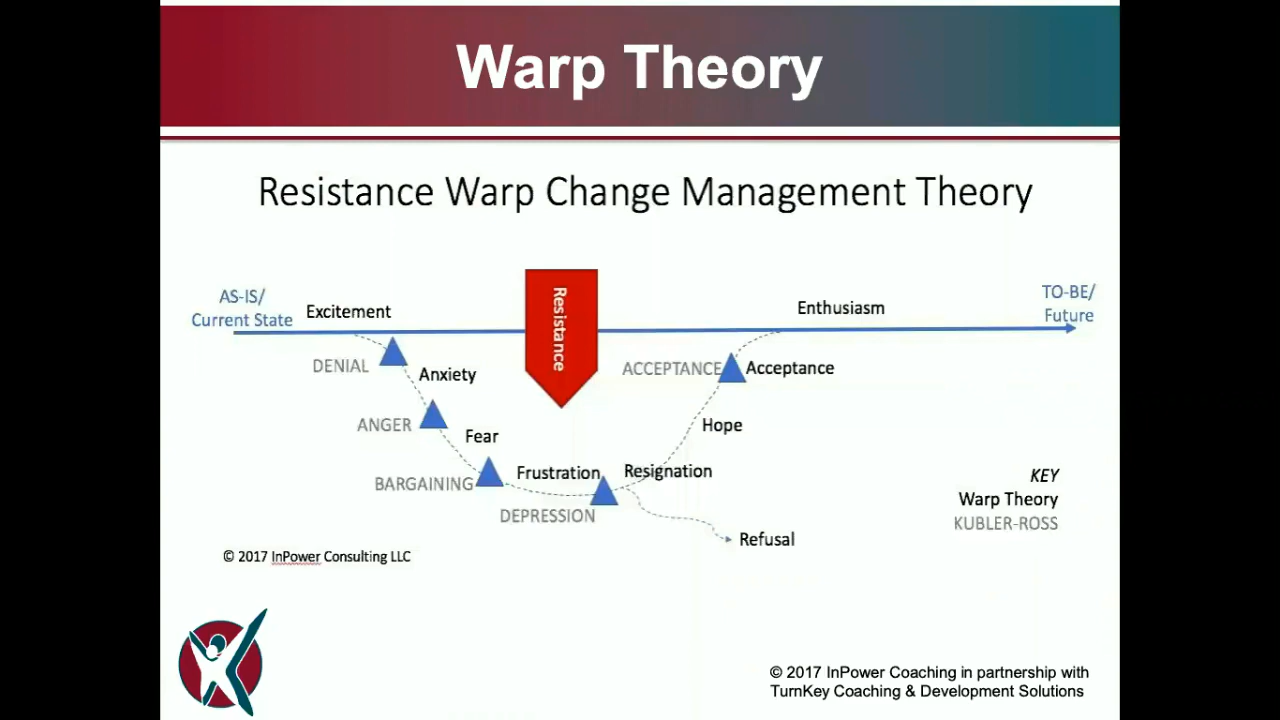 Warp Theory
Resistance Warp Change Management Theory
AS-IS/
Current State
Excitement
Resistance
Enthusiasm
TO-BE/
Future
DENIAL
Anxiety
ACCEPTANCE
Acceptance
ANGER
Fear
Hope
BARGAINING
Frustration
Resignation
DEPRESSION
Refusal
KEY
Warp Theory
KUBLER-ROSS
© 2017 InPower Consulting LLC
© 2017 InPower Coaching in partnership with
TurnKey Coaching & Development Solutions